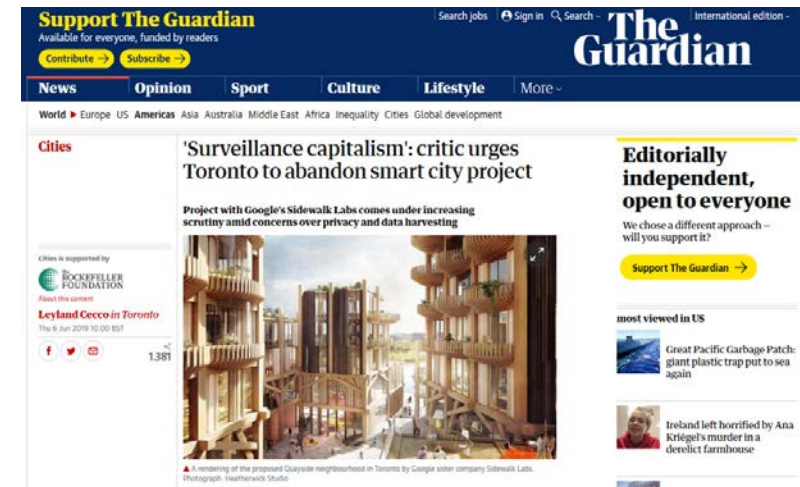 Support The Guardian
Available for everyone, funded by readers
Contribute →
Subscribe →
Search jobs
Sign in
Search
International edition
The Guardian
News
Opinion
Sport
Culture
Lifestyle
More
World ▶ Europe US Americas Asia Australia Middle East Africa Inequality Cities Global development
Cities
'Surveillance capitalism': critic urges
Toronto to abandon smart city project
Project with Google's Sidewalk Labs comes under increasing
scrutiny amid concerns over privacy and data harvesting
Cities is supported by
The
ROCKEFELLER
FOUNDATION
About this content
Leyland Cecco in Toronto
Thu 6 Jun 2019 10.00 BST
1,381
▲ A rendering of the proposed Quayside neighbourhood in Toronto by Google sister company Sidewalk Labs.
Photograph: Heatherwick Studio
Editorially
independent,
open to everyone
We chose a different approach –
will you support it?
Support The Guardian →
most viewed in US
Great Pacific Garbage Patch:
giant plastic trap put to sea
again
Ireland left horrified by Ana
Kriégel's murder in a
derelict farmhouse